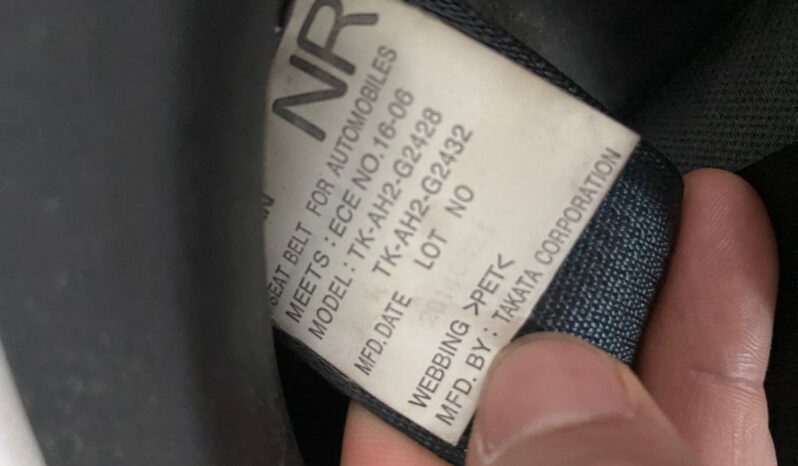 NR
SEAT BELT FOR AUTOMOBILES
MEETS : ECE NO.16-06
MODEL : TK-AH2-G2428
TK-AH2-G2432
MFD.DATE LOT NO
WEBBING >PET<
MFD. BY : TAKATA CORPORATION